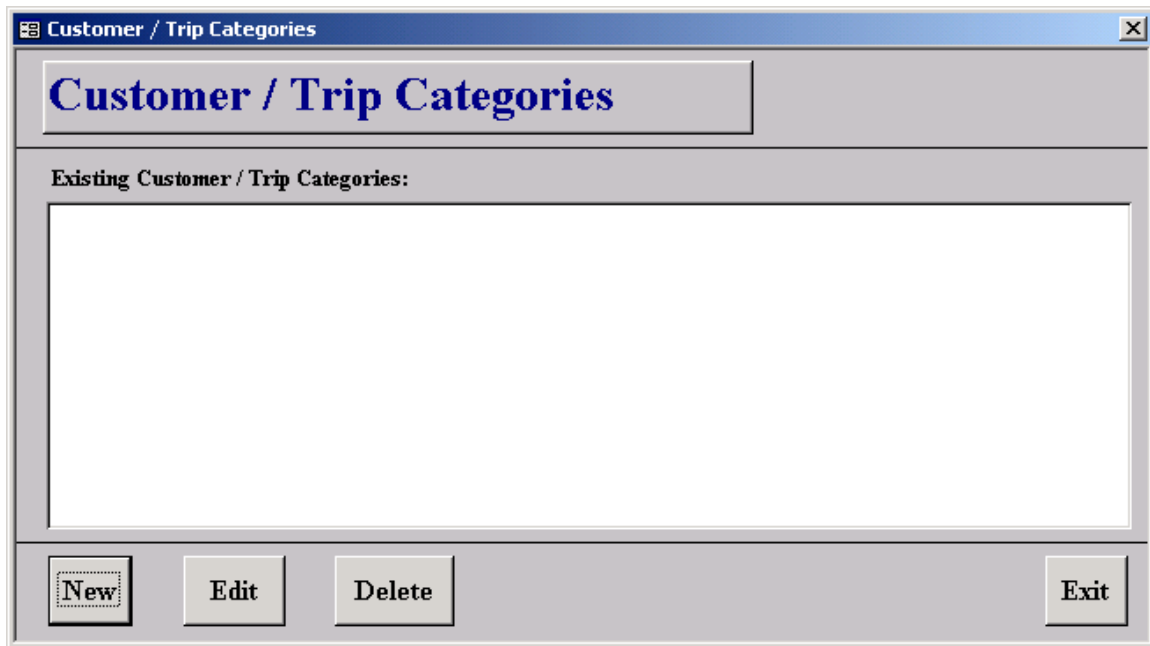 Customer / Trip Categories
Customer / Trip Categories
Existing Customer / Trip Categories:
New Edit Delete Exit